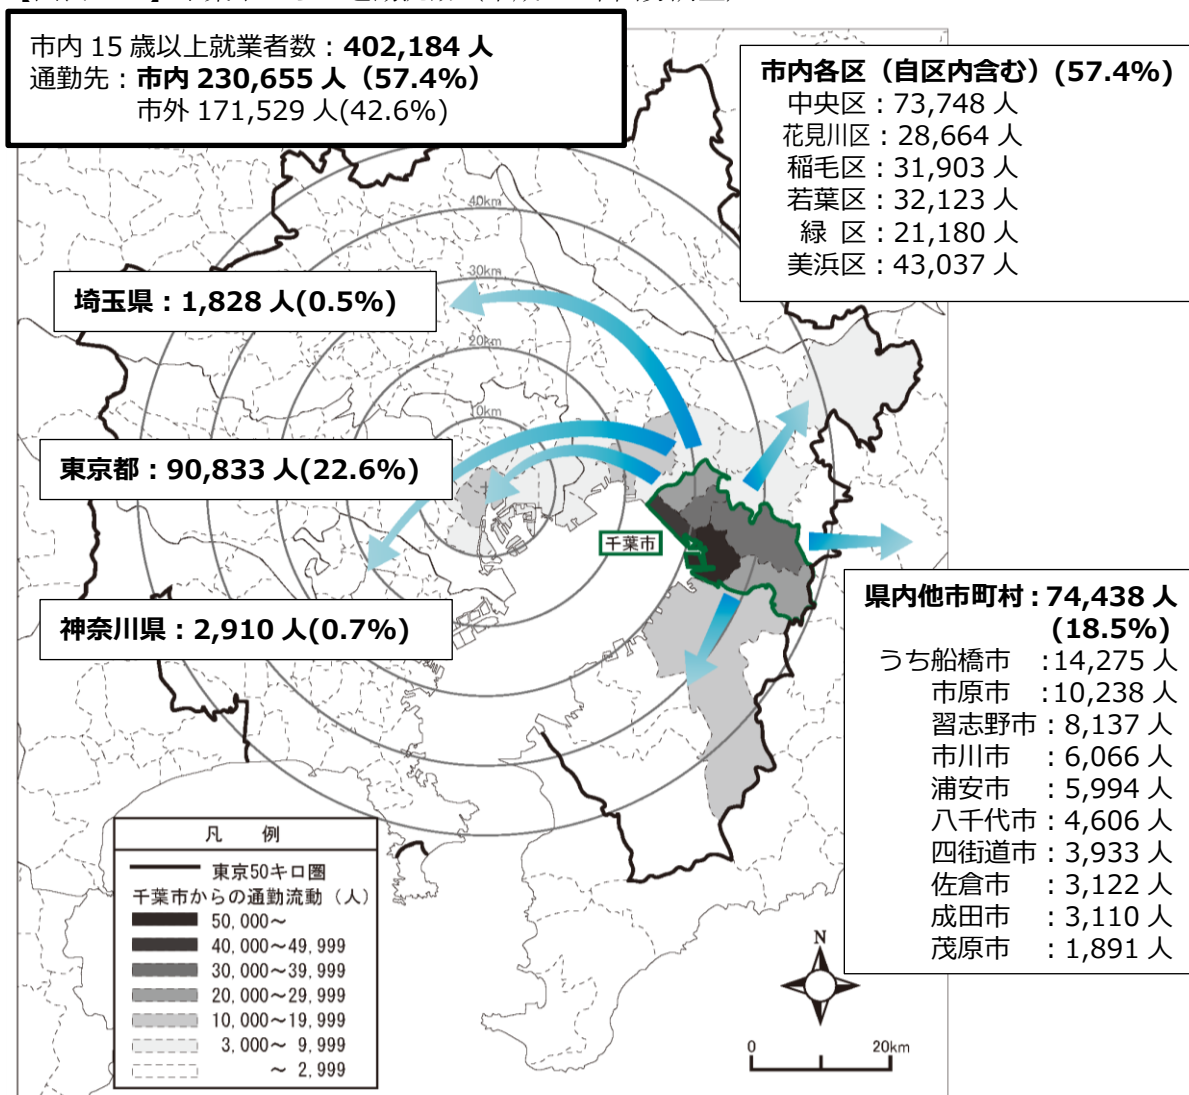 市内 15 歳以上就業者数：402,184 人
通勤先：市内 230,655 人（57.4%）
市外 171,529 人(42.6%)
市内各区（自区内含む）(57.4%)
中央区：73,748 人
花見川区：28,664 人
稲毛区：31,903 人
若葉区：32,123 人
緑 区：21,180 人
美浜区：43,037 人
40km
30km
埼玉県：1,828 人(0.5%)
20km
10km
東京都：90,833 人(22.6%)
千葉市
神奈川県：2,910 人(0.7%)
県内他市町村：74,438 人
(18.5%)
うち船橋市 :14,275 人
市原市 :10,238 人
習志野市：8,137 人
市川市 ：6,066 人
浦安市 ：5,994 人
八千代市：4,606 人
四街道市：3,933 人
佐倉市 ：3,122 人
成田市 ：3,110 人
茂原市 ：1,891 人
凡 例
東京50キロ圏
千葉市からの通勤流動（人）
50,000～
40,000～49,999
30,000～39,999
20,000～29,999
10,000～19,999
3,000～ 9,999
～ 2,999
N
0 20km